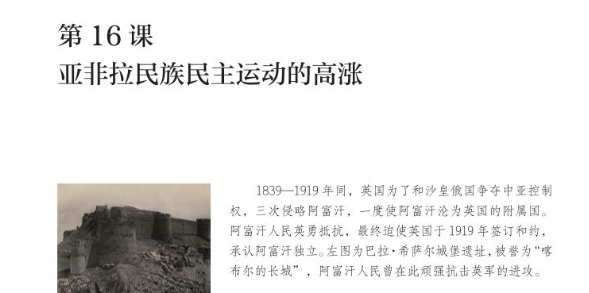 第 16 课
亚非拉民族民主运动的高涨
1839—1919 年间，英国为了和沙皇俄国争夺中亚控制
权，三次侵略阿富汗，一度使阿富汗沦为英国的附属国。
阿富汗人民英勇抵抗，最终迫使英国于 1919 年签订和约，
承认阿富汗独立。左图为巴拉·希萨尔城堡遗址，被誉为“喀
布尔的长城”，阿富汗人民曾在此顽强抗击英军的进攻。